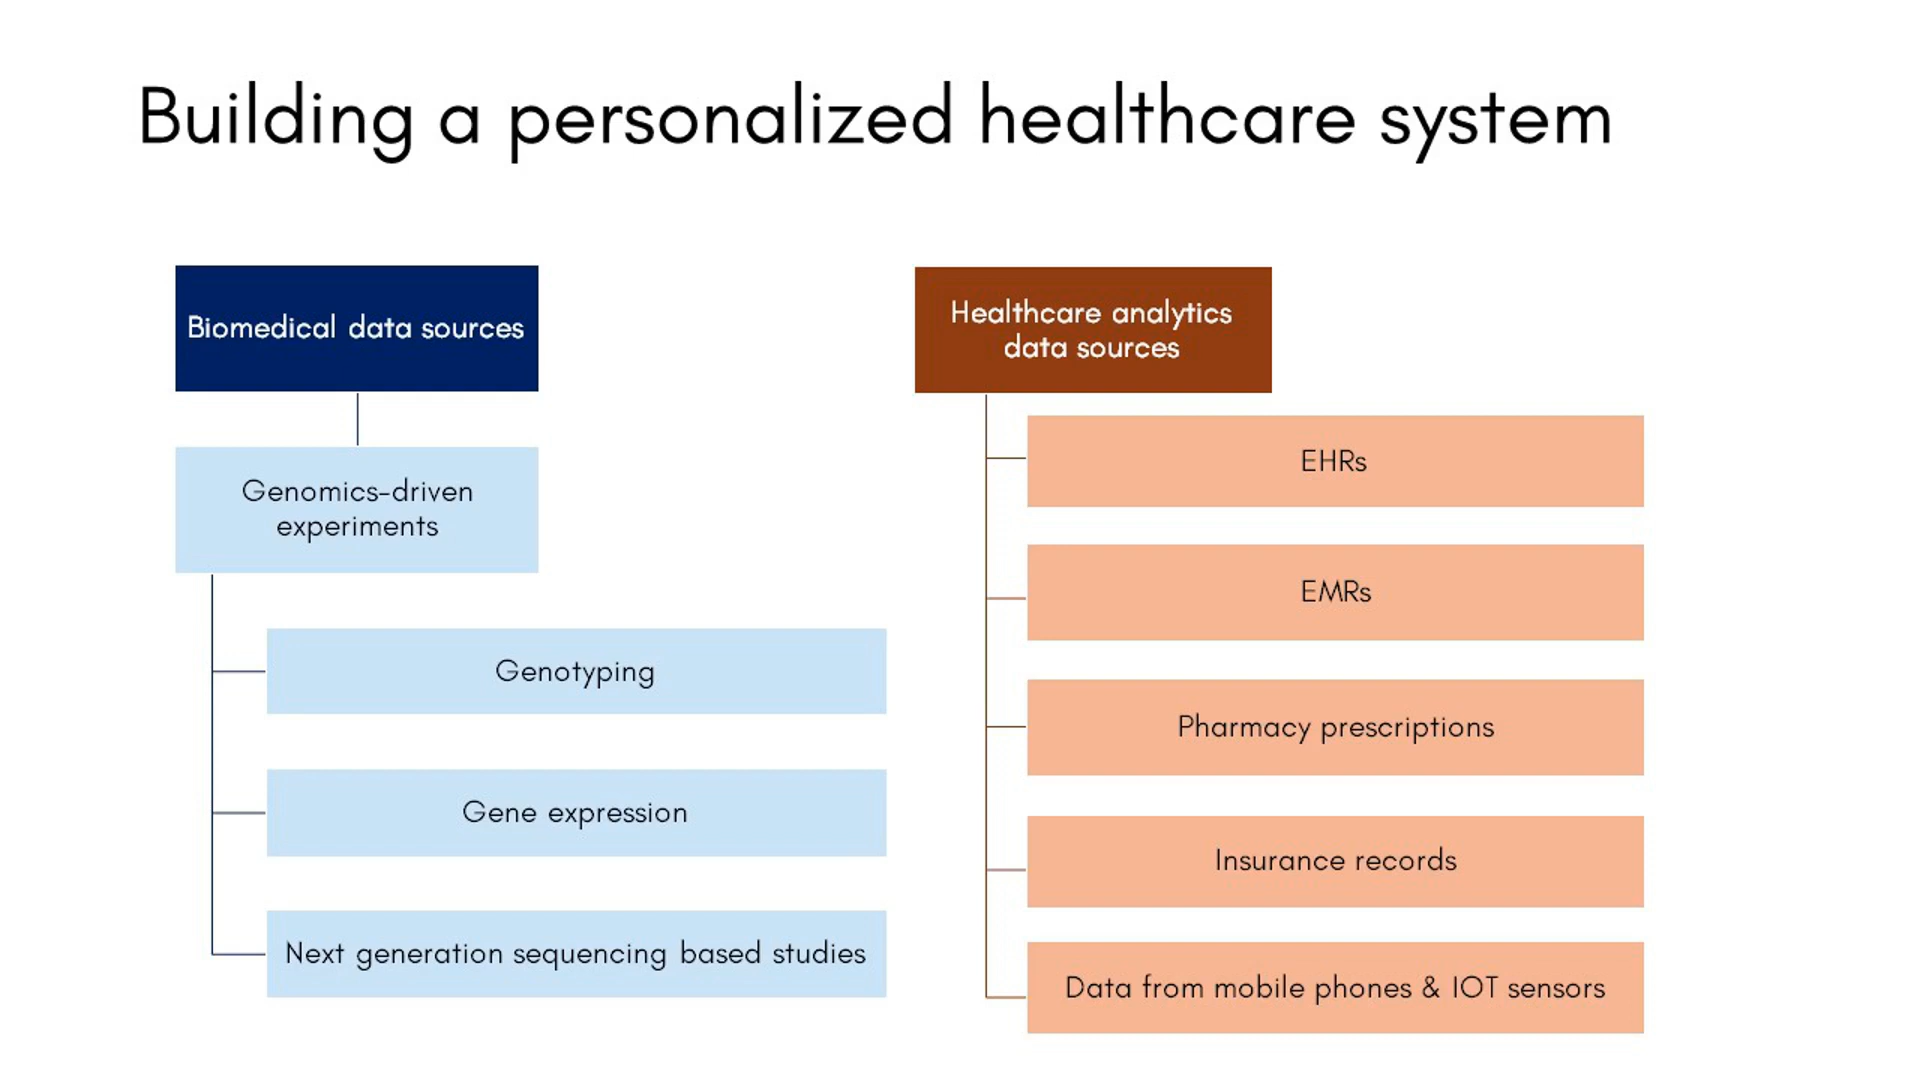 Building a personalized healthcare system
Biomedical data sources
Genomics-driven
experiments
Genotyping
Gene expression
Next generation sequencing based studies
Healthcare analytics
data sources
EHRs
EMRs
Pharmacy prescriptions
Insurance records
Data from mobile phones & IOT sensors